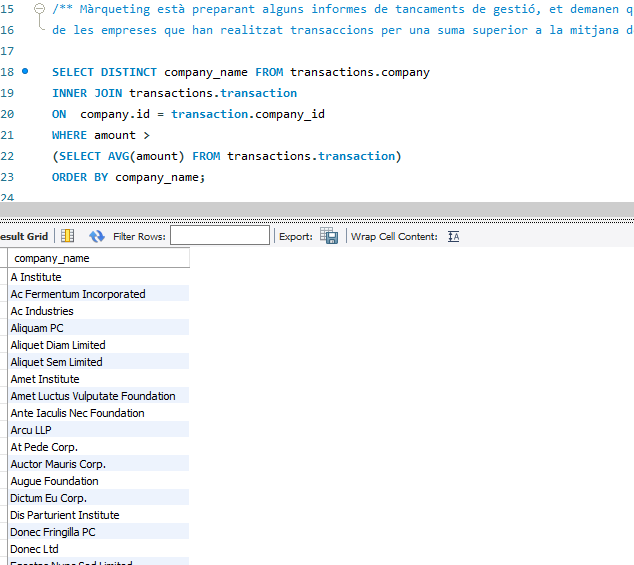 15 /** Màrqueting està preparant alguns informes de tancaments de gestió, et demanen q
16 de les empreses que han realitzat transaccions per una suma superior a la mitjana d
17
18 SELECT DISTINCT company_name FROM transactions.company
19 INNER JOIN transactions.transaction
20 ON company.id = transaction.company_id
21 WHERE amount >
22 (SELECT AVG(amount) FROM transactions.transaction)
23 ORDER BY company_name;
24
esult Grid Filter Rows: Export: Wrap Cell Content:
company_name
A Institute
Ac Fermentum Incorporated
Ac Industries
Aliquam PC
Aliquet Diam Limited
Aliquet Sem Limited
Amet Institute
Amet Luctus Vulputate Foundation
Ante Iaculis Nec Foundation
Arcu LLP
At Pede Corp.
Auctor Mauris Corp.
Augue Foundation
Dictum Eu Corp.
Dis Parturient Institute
Donec Fringilla PC
Donec Ltd